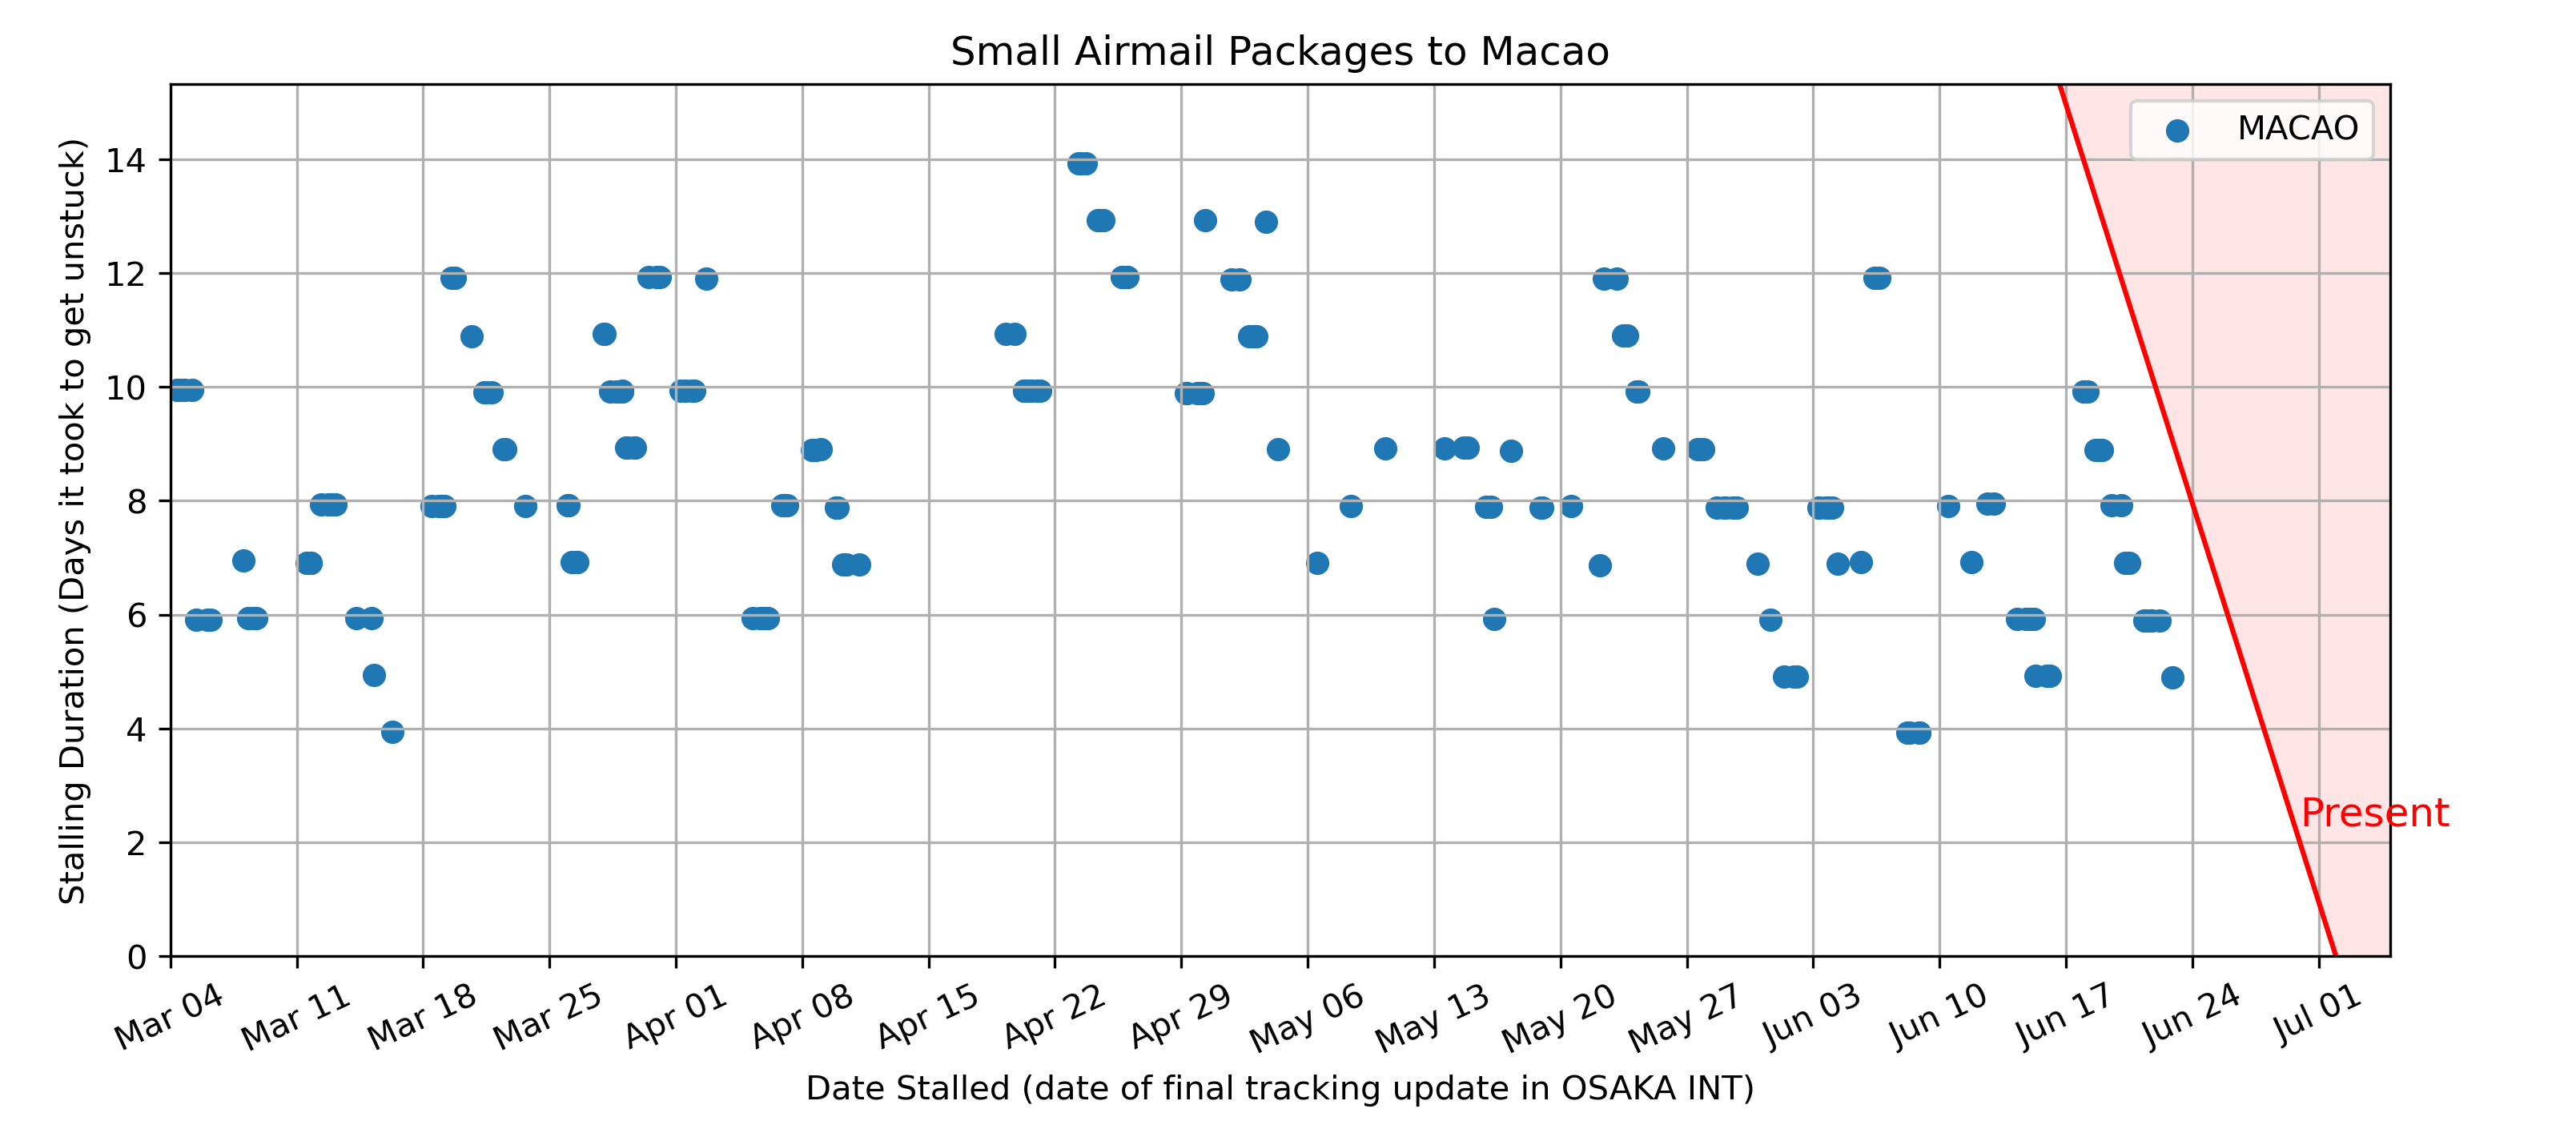 Small Airmail Packages to Macao
MACAO
Stalling Duration (Days it took to get unstuck)
14
12
10
8
6
4
2
0
Present
Mar 04
Mar 11
Mar 18
Mar 25
Apr 01
Apr 08
Apr 15
Apr 22
Apr 29
May 06
May 13
May 20
May 27
Jun 03
Jun 10
Jun 17
Jun 24
Jul 01
Date Stalled (date of final tracking update in OSAKA INT)